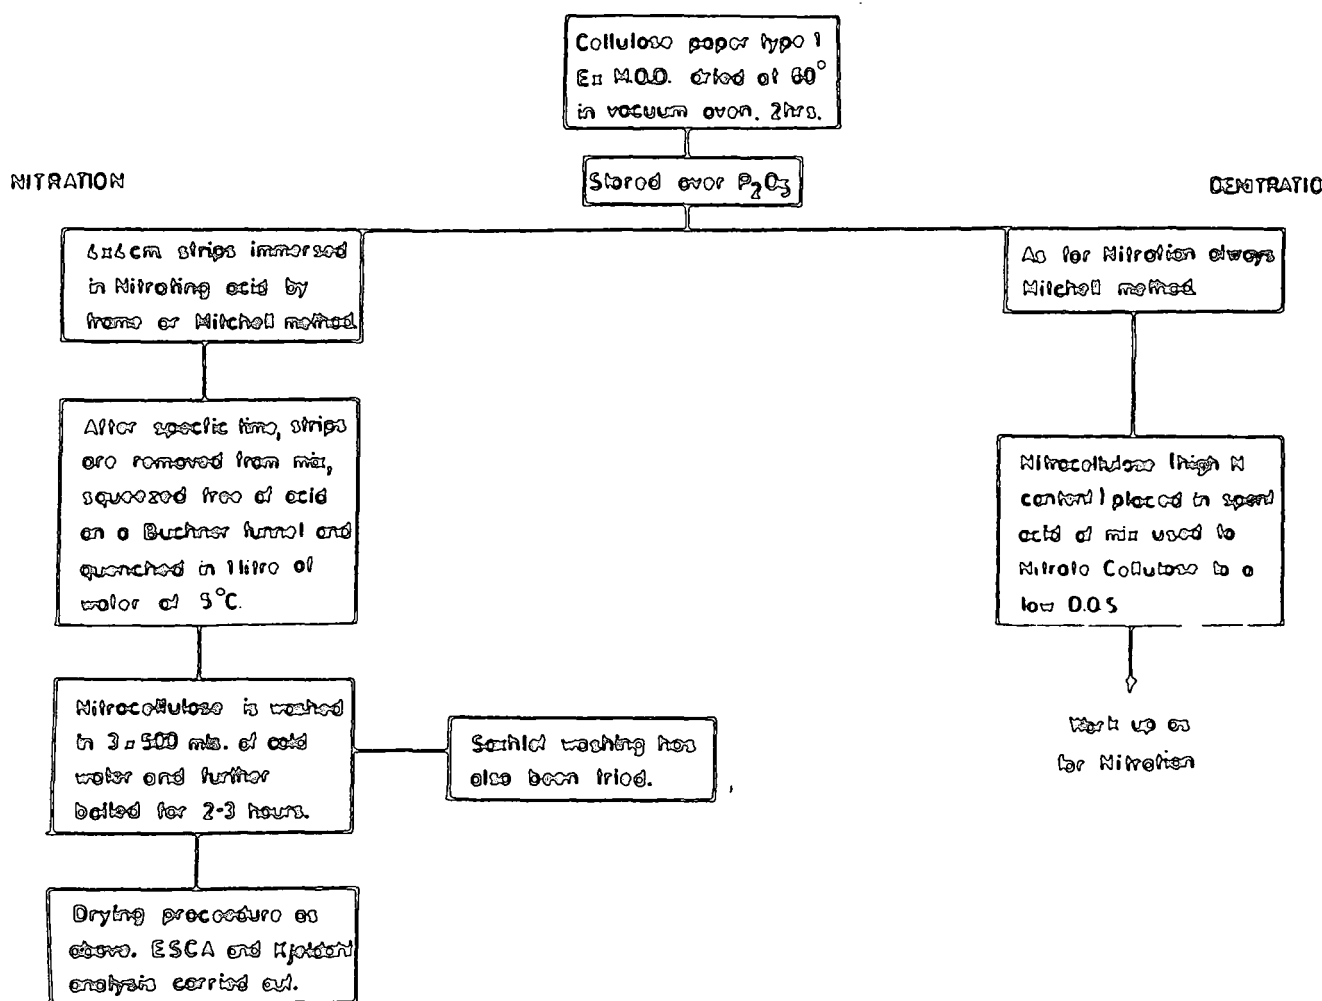 Cellulose paper type 1
Ex M.O.D. dried at 60°
in vacuum oven. 2hrs.
Stored over P₂O₅
NITRATION
DENITRATIO
strips immersed
in Nitrating acid by
frame or Mitchell method
As for Nitration always
Mitchell method
After specific time, strips
are removed from mix,
squeezed free of acid
on a Buchner funnel and
quenched in 1 litre of
water at 5°C.
Nitrocellulose (high N
content) placed in spent
acid of mix used to
Nitrate Cellulose to a
low D.O.S
Work up as
for Nitration
Nitrocellulose is washed
in 3 x 500 mls. of cold
water and further
boiled for 2-3 hours.
Soxhlet washing has
also been tried.
Drying procedure as
above. ESCA and Kjeldahl
analysis carried out.